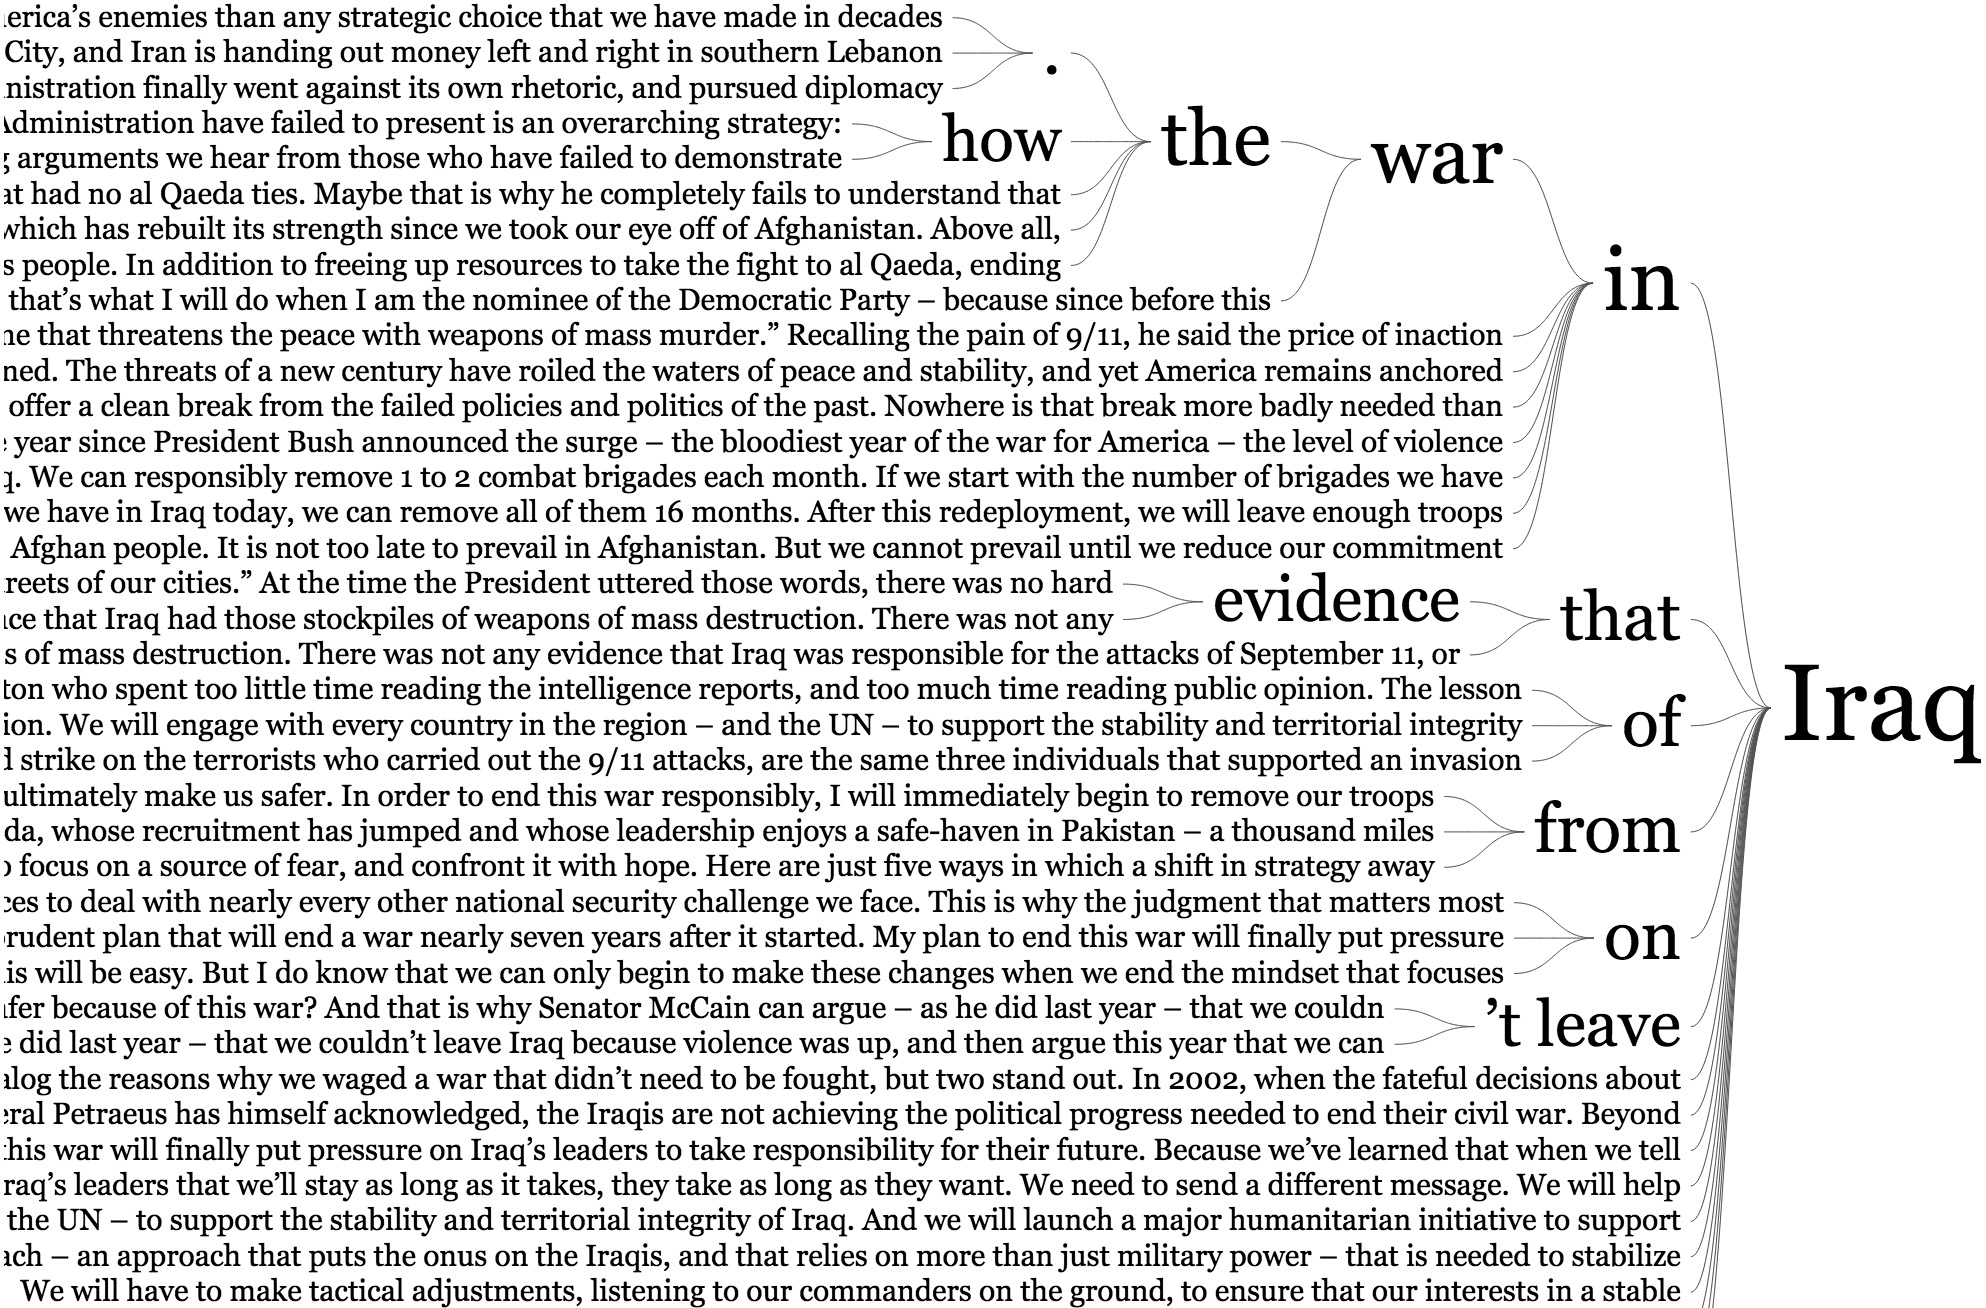 erica’s enemies than any strategic choice that we have made in decades
City, and Iran is handing out money left and right in southern Lebanon
nistration finally went against its own rhetoric, and pursued diplomacy
.
Administration have failed to present is an overarching strategy:
g arguments we hear from those who have failed to demonstrate
how
at had no al Qaeda ties. Maybe that is why he completely fails to understand that
which has rebuilt its strength since we took our eye off of Afghanistan. Above all,
s people. In addition to freeing up resources to take the fight to al Qaeda, ending
the
that’s what I will do when I am the nominee of the Democratic Party – because since before this
war
me that threatens the peace with weapons of mass murder.” Recalling the pain of 9/11, he said the price of inaction
ned. The threats of a new century have roiled the waters of peace and stability, and yet America remains anchored
offer a clean break from the failed policies and politics of the past. Nowhere is that break more badly needed than
e year since President Bush announced the surge – the bloodiest year of the war for America – the level of violence
q. We can responsibly remove 1 to 2 combat brigades each month. If we start with the number of brigades we have
we have in Iraq today, we can remove all of them 16 months. After this redeployment, we will leave enough troops
Afghan people. It is not too late to prevail in Afghanistan. But we cannot prevail until we reduce our commitment
in
reets of our cities.” At the time the President uttered those words, there was no hard
nce that Iraq had those stockpiles of weapons of mass destruction. There was not any
evidence
s of mass destruction. There was not any evidence that Iraq was responsible for the attacks of September 11, or
that
ton who spent too little time reading the intelligence reports, and too much time reading public opinion. The lesson
ion. We will engage with every country in the region – and the UN – to support the stability and territorial integrity
d strike on the terrorists who carried out the 9/11 attacks, are the same three individuals that supported an invasion
of
ultimately make us safer. In order to end this war responsibly, I will immediately begin to remove our troops
da, whose recruitment has jumped and whose leadership enjoys a safe-haven in Pakistan – a thousand miles
o focus on a source of fear, and confront it with hope. Here are just five ways in which a shift in strategy away
from
ces to deal with nearly every other national security challenge we face. This is why the judgment that matters most
prudent plan that will end a war nearly seven years after it started. My plan to end this war will finally put pressure
is will be easy. But I do know that we can only begin to make these changes when we end the mindset that focuses
on
afer because of this war? And that is why Senator McCain can argue – as he did last year – that we couldn
e did last year – that we couldn’t leave Iraq because violence was up, and then argue this year that we can
’t leave
alog the reasons why we waged a war that didn’t need to be fought, but two stand out. In 2002, when the fateful decisions about
eral Petraeus has himself acknowledged, the Iraqis are not achieving the political progress needed to end their civil war. Beyond
this war will finally put pressure on Iraq’s leaders to take responsibility for their future. Because we’ve learned that when we tell
raq’s leaders that we’ll stay as long as it takes, they take as long as they want. We need to send a different message. We will help
the UN – to support the stability and territorial integrity of Iraq. And we will launch a major humanitarian initiative to support
ach – an approach that puts the onus on the Iraqis, and that relies on more than just military power – that is needed to stabilize
We will have to make tactical adjustments, listening to our commanders on the ground, to ensure that our interests in a stable
Iraq